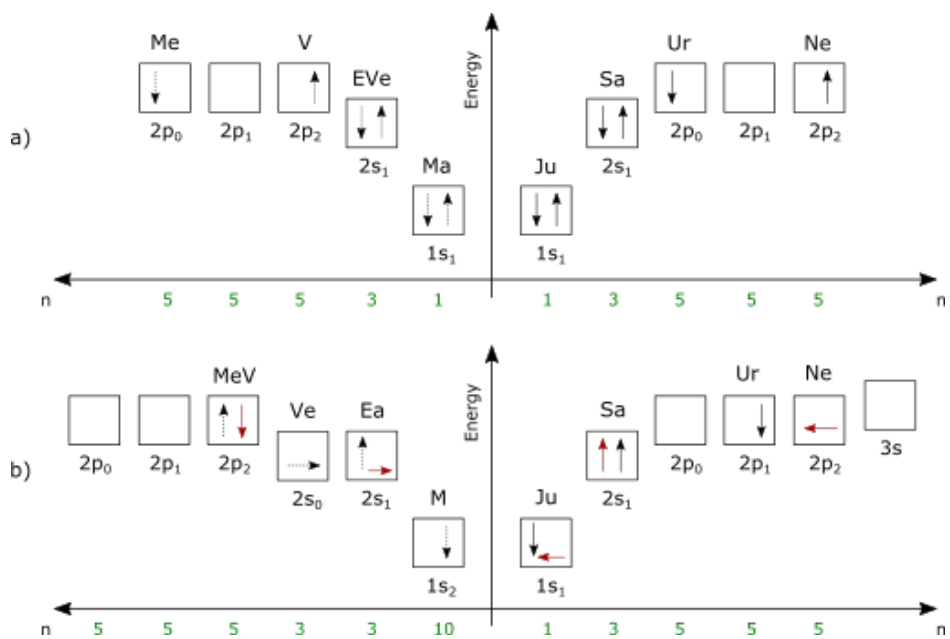 Me V Ur Ne
EVe Sa
2p0 2p1 2p2 2p0 2p1 2p2
a)
Energy
2s1 2s1
Ma Ju
1s1 1s1
n 5 5 5 3 1 1 3 5 5 5 n
MeV Ur Ne
Ve Ea Sa
2p0 2p1 2p2 2p0 2p1 2p2 3s
b)
Energy
2s0 2s1 2s1
M Ju
1s2 1s1
n 5 5 5 3 3 10 1 3 5 5 5 n